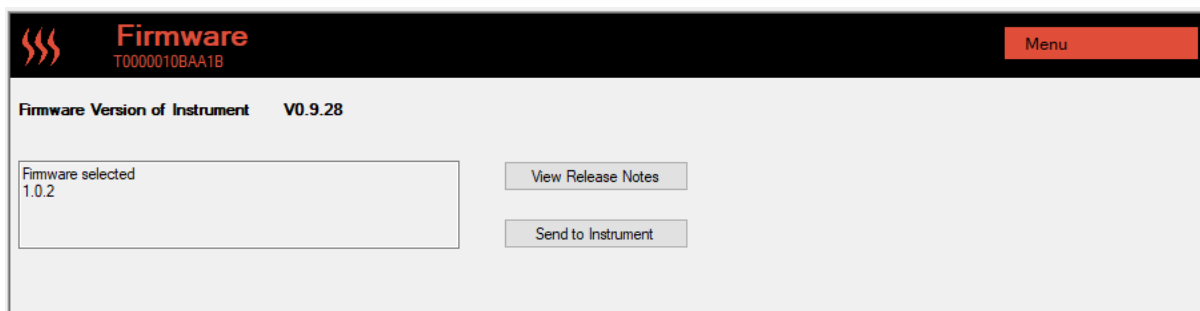 Firmware
T0000010BAA1B
Menu
Firmware Version of Instrument V0.9.28
Firmware selected
1.0.2
View Release Notes
Send to Instrument